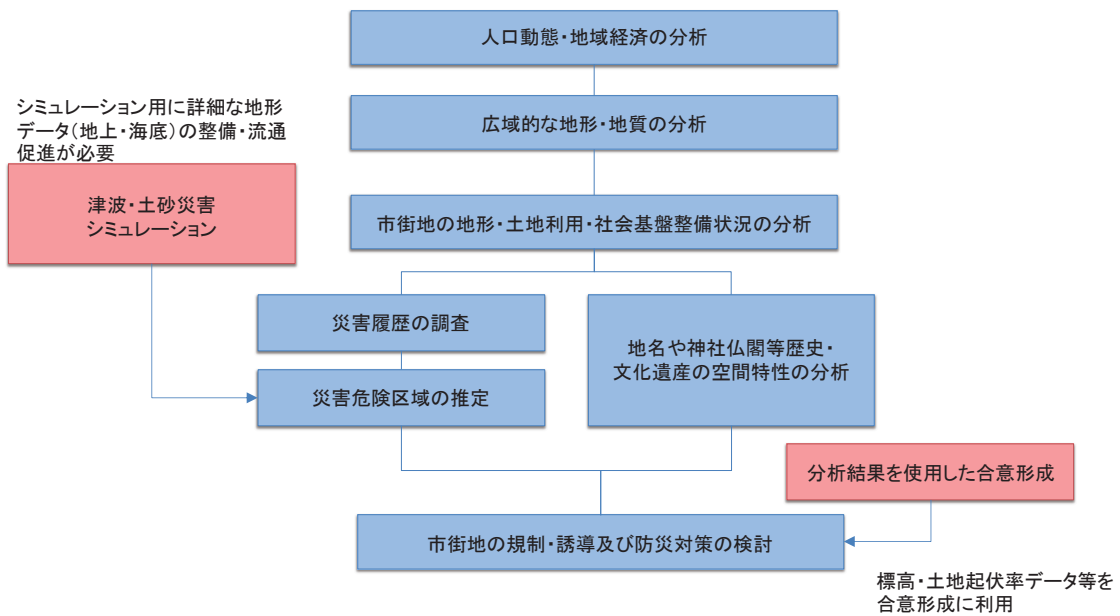 人口動態・地域経済の分析
シミュレーション用に詳細な地形
データ（地上・海底）の整備・流通
促進が必要
広域的な地形・地質の分析
津波・土砂災害
シミュレーション
市街地の地形・土地利用・社会基盤整備状況の分析
災害履歴の調査
地名や神社仏閣等歴史・
文化遺産の空間特性の分析
災害危険区域の推定
分析結果を使用した合意形成
市街地の規制・誘導及び防災対策の検討
標高・土地起伏率データ等を
合意形成に利用